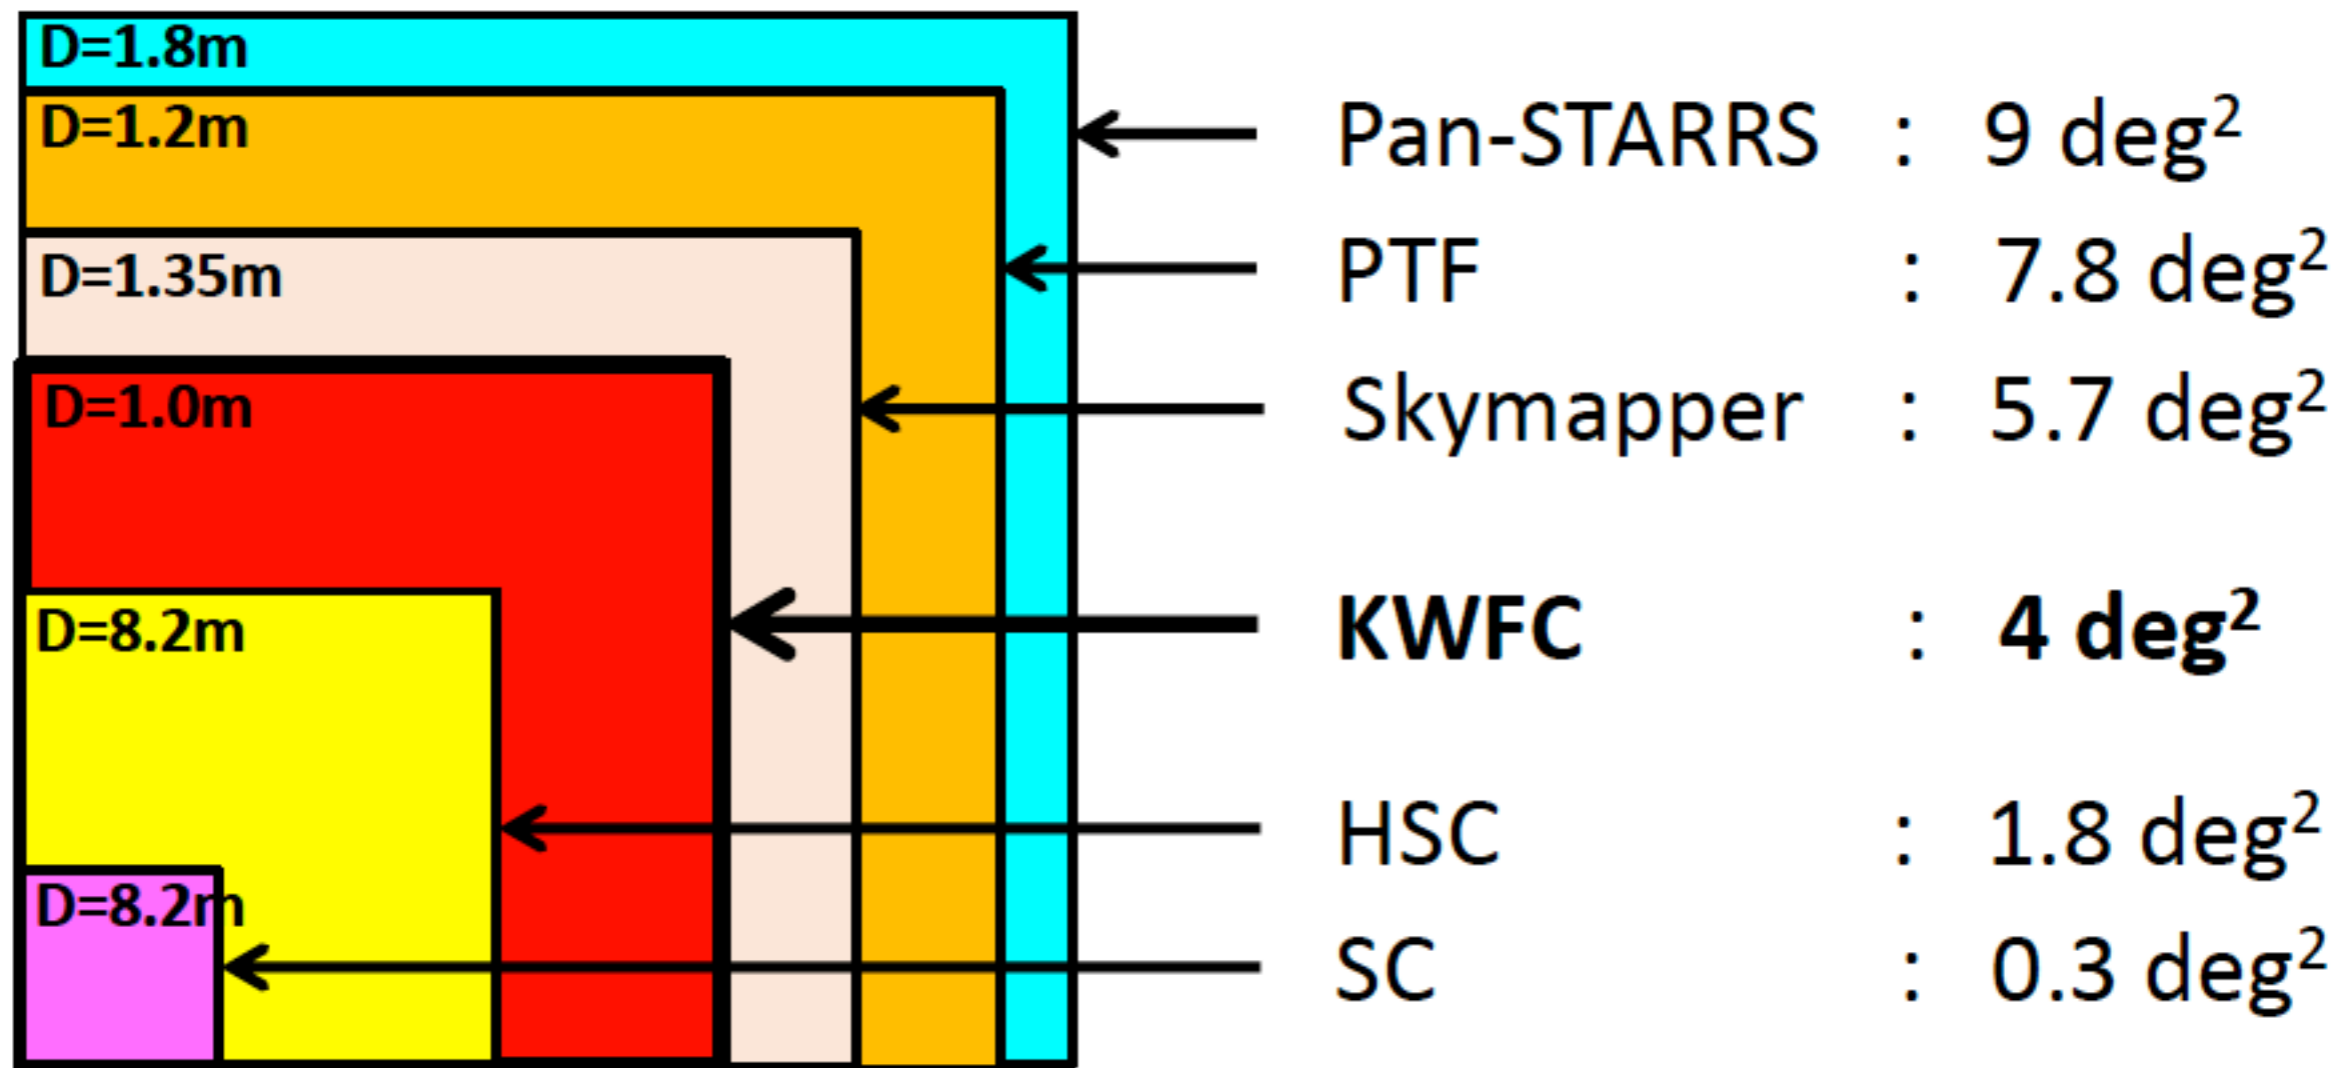 D=1.8m
D=1.2m
D=1.35m
D=1.0m
D=8.2m
D=8.2m
Pan-STARRS : 9 deg²
PTF : 7.8 deg²
Skymapper : 5.7 deg²
KWFC : 4 deg²
HSC : 1.8 deg²
SC : 0.3 deg²